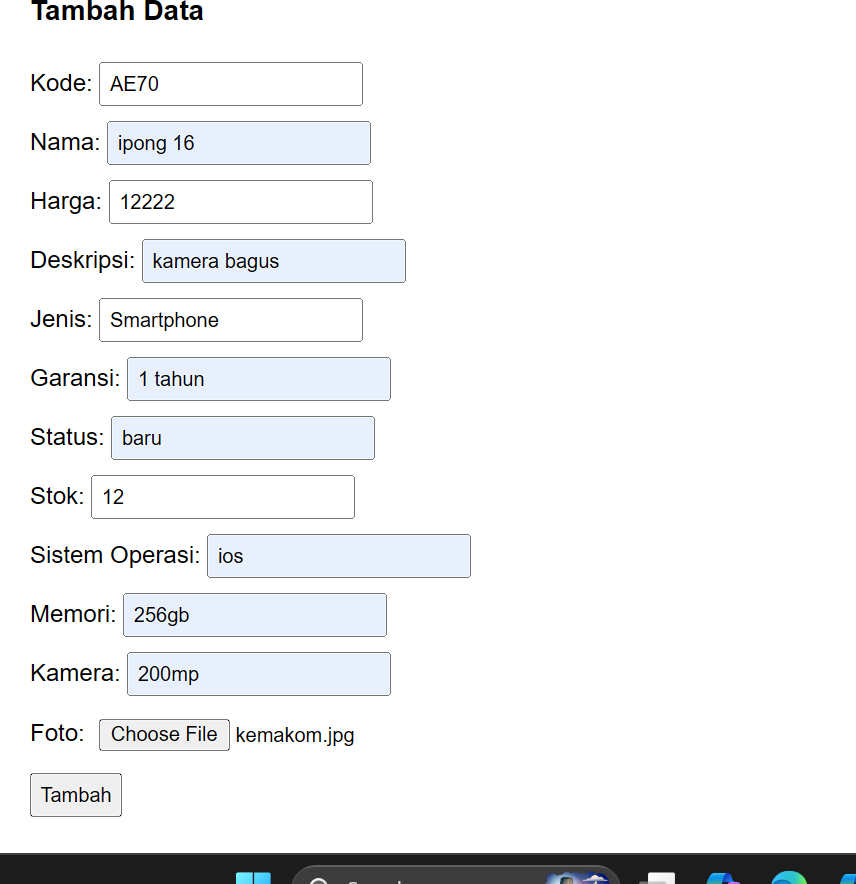 Tambah Data
Kode: AE70
Nama: ipong 16
Harga: 12222
Deskripsi: kamera bagus
Jenis: Smartphone
Garansi: 1 tahun
Status: baru
Stok: 12
Sistem Operasi: ios
Memori: 256gb
Kamera: 200mp
Foto: Choose File kemakom.jpg
Tambah